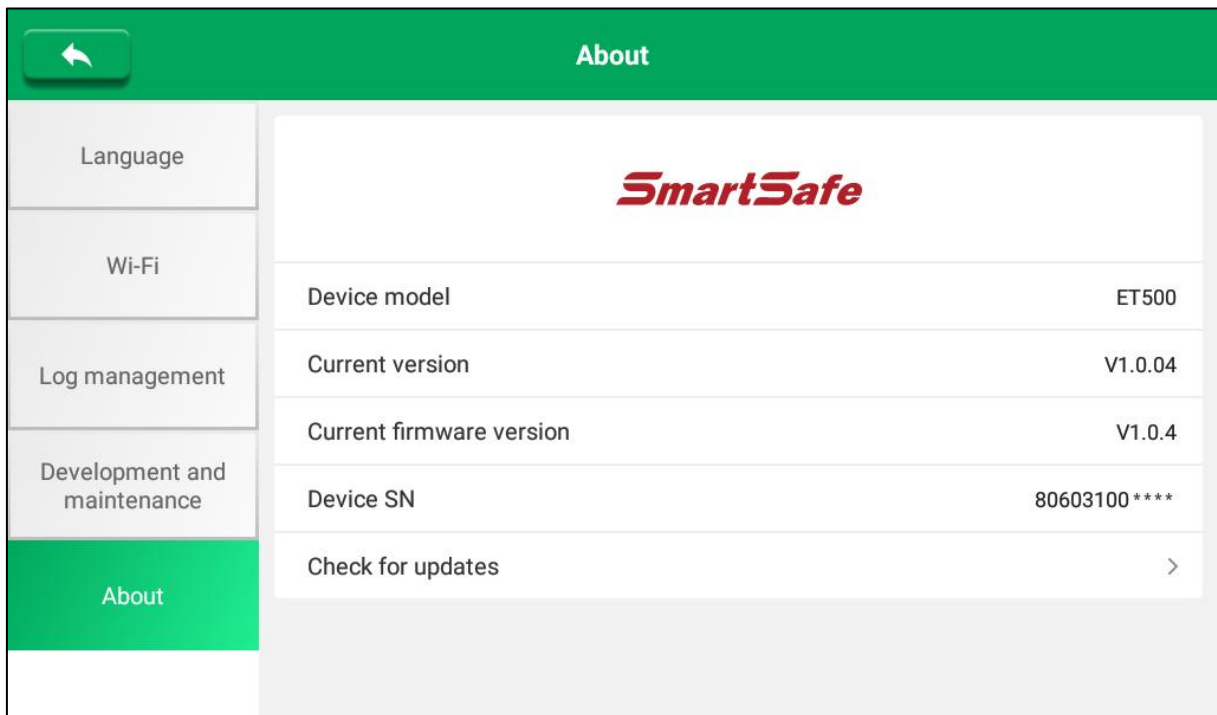 About
Language
Wi-Fi
Log management
Development and
maintenance
About
SmartSafe
Device model ET500
Current version V1.0.04
Current firmware version V1.0.4
Device SN 80603100****
Check for updates >